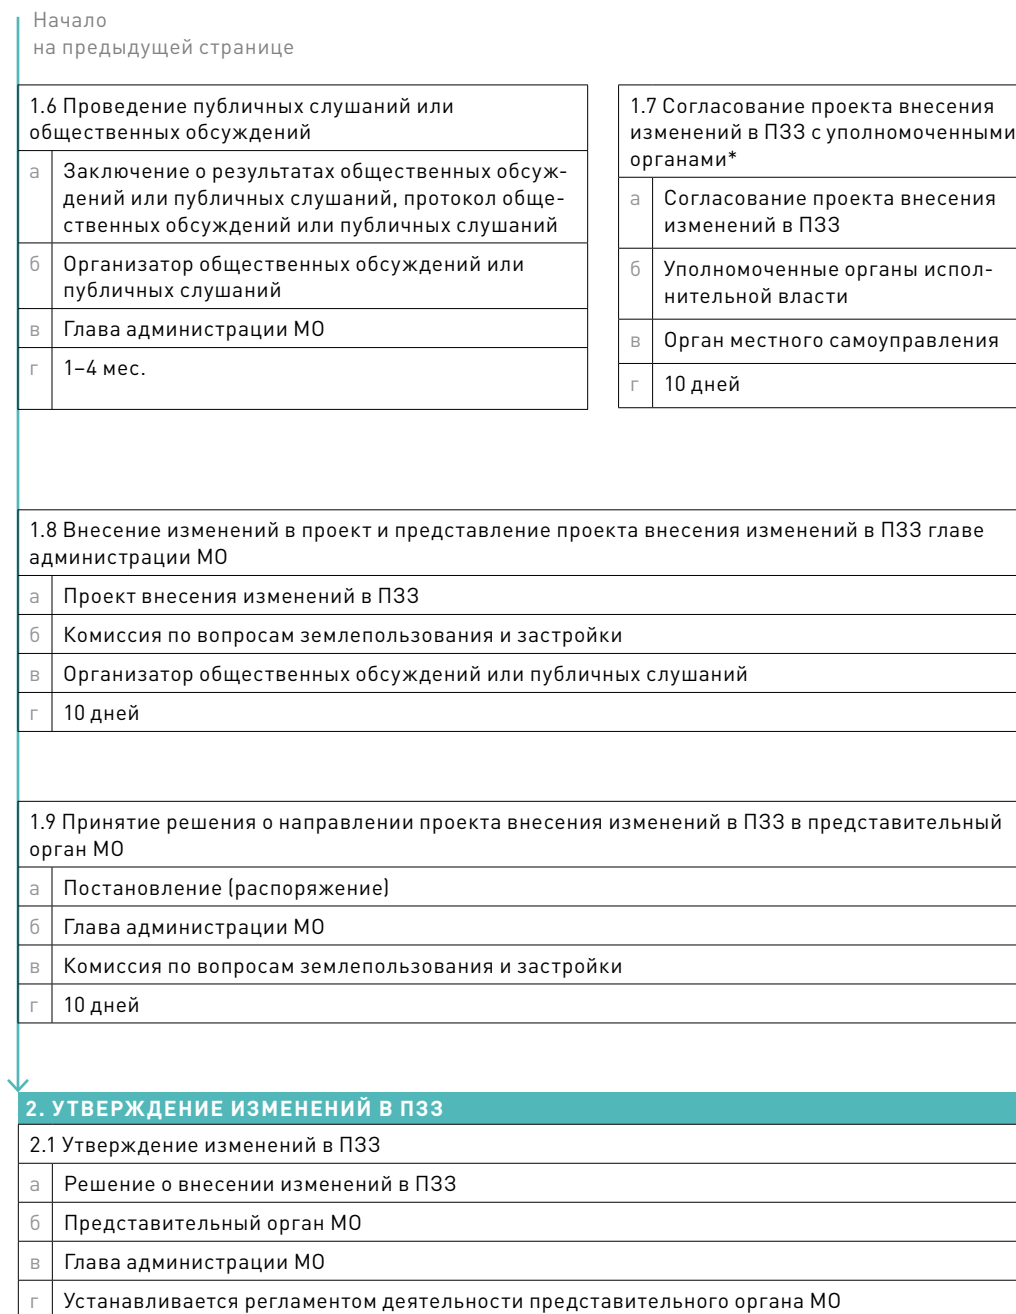 Начало
на предыдущей странице
1.6 Проведение публичных слушаний или
общественных обсуждений
а Заключение о результатах общественных обсуж-
дений или публичных слушаний, протокол обще-
ственных обсуждений или публичных слушаний
б Организатор общественных обсуждений или
публичных слушаний
в Глава администрации МО
г 1–4 мес.
1.7 Согласование проекта внесения
изменений в ПЗЗ с уполномоченными
органами*
а Согласование проекта внесения
изменений в ПЗЗ
б Уполномоченные органы испол-
нительной власти
в Орган местного самоуправления
г 10 дней
1.8 Внесение изменений в проект и представление проекта внесения изменений в ПЗЗ главе
администрации МО
а Проект внесения изменений в ПЗЗ
б Комиссия по вопросам землепользования и застройки
в Организатор общественных обсуждений или публичных слушаний
г 10 дней
1.9 Принятие решения о направлении проекта внесения изменений в ПЗЗ в представительный
орган МО
а Постановление (распоряжение)
б Глава администрации МО
в Комиссия по вопросам землепользования и застройки
г 10 дней
2. УТВЕРЖДЕНИЕ ИЗМЕНЕНИЙ В ПЗЗ
2.1 Утверждение изменений в ПЗЗ
а Решение о внесении изменений в ПЗЗ
б Представительный орган МО
в Глава администрации МО
г Устанавливается регламентом деятельности представительного органа МО